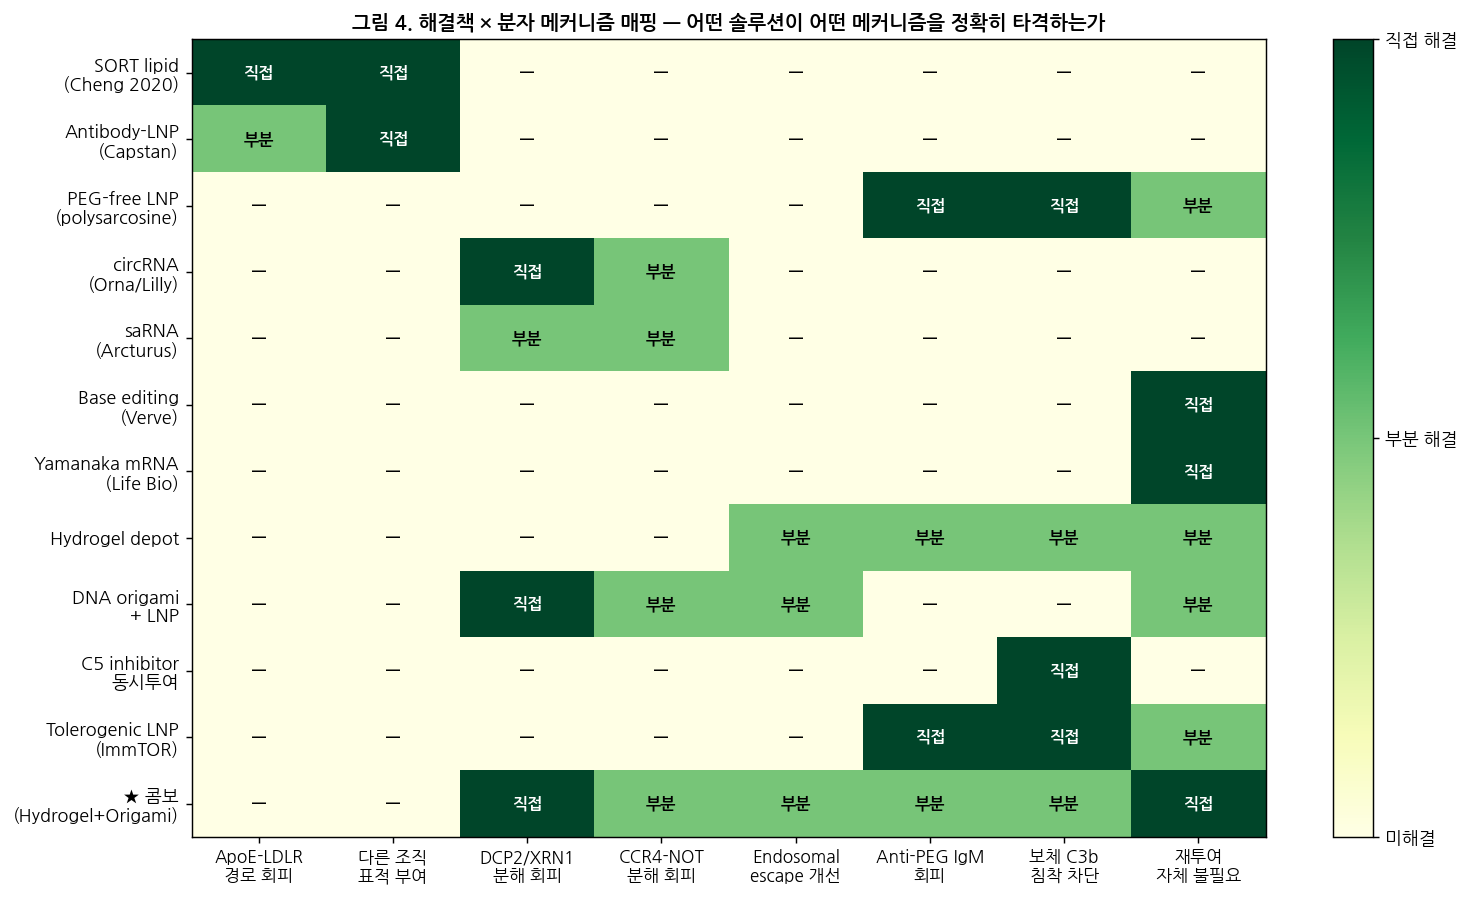 그림 4. 해결책 × 분자 메커니즘 매핑 — 어떤 솔루션이 어떤 메커니즘을 정확히 타격하는가
SORT lipid
(Cheng 2020)
직접 직접 — — — — — —
Antibody-LNP
(Capstan)
부분 직접 — — — — — —
PEG-free LNP
(polysarcosine)
— — — — — 직접 직접 부분
circRNA
(Orna/Lilly)
— — 직접 부분 — — — —
saRNA
(Arcturus)
— — 부분 부분 — — — —
Base editing
(Verve)
— — — — — — — 직접
Yamanaka mRNA
(Life Bio)
— — — — — — — 직접
Hydrogel depot
— — — — 부분 부분 부분 부분
DNA origami
+ LNP
— — 직접 부분 부분 — — 부분
C5 inhibitor
동시투여
— — — — — — 직접 —
Tolerogenic LNP
(ImmTOR)
— — — — — 직접 직접 부분
★ 콤보
(Hydrogel+Origami)
— — 직접 부분 부분 부분 부분 직접
ApoE-LDLR
경로 회피
다른 조직
표적 부여
DCP2/XRN1
분해 회피
CCR4-NOT
분해 회피
Endosomal
escape 개선
Anti-PEG IgM
회피
보체 C3b
침착 차단
재투여
자체 불필요
직접 해결
부분 해결
미해결